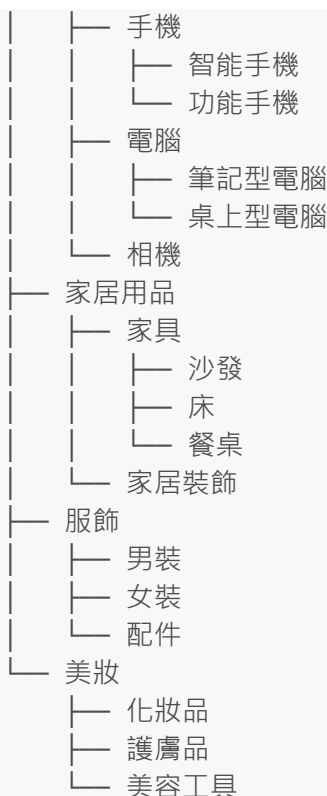 │   ├── 手機
│   │   ├── 智能手機
│   │   └── 功能手機
│   ├── 電腦
│   │   ├── 筆記型電腦
│   │   └── 桌上型電腦
│   └── 相機
├── 家居用品
│   ├── 家具
│   │   ├── 沙發
│   │   ├── 床
│   │   └── 餐桌
│   └── 家居裝飾
├── 服飾
│   ├── 男裝
│   ├── 女裝
│   └── 配件
└── 美妝
    ├── 化妝品
    ├── 護膚品
    └── 美容工具